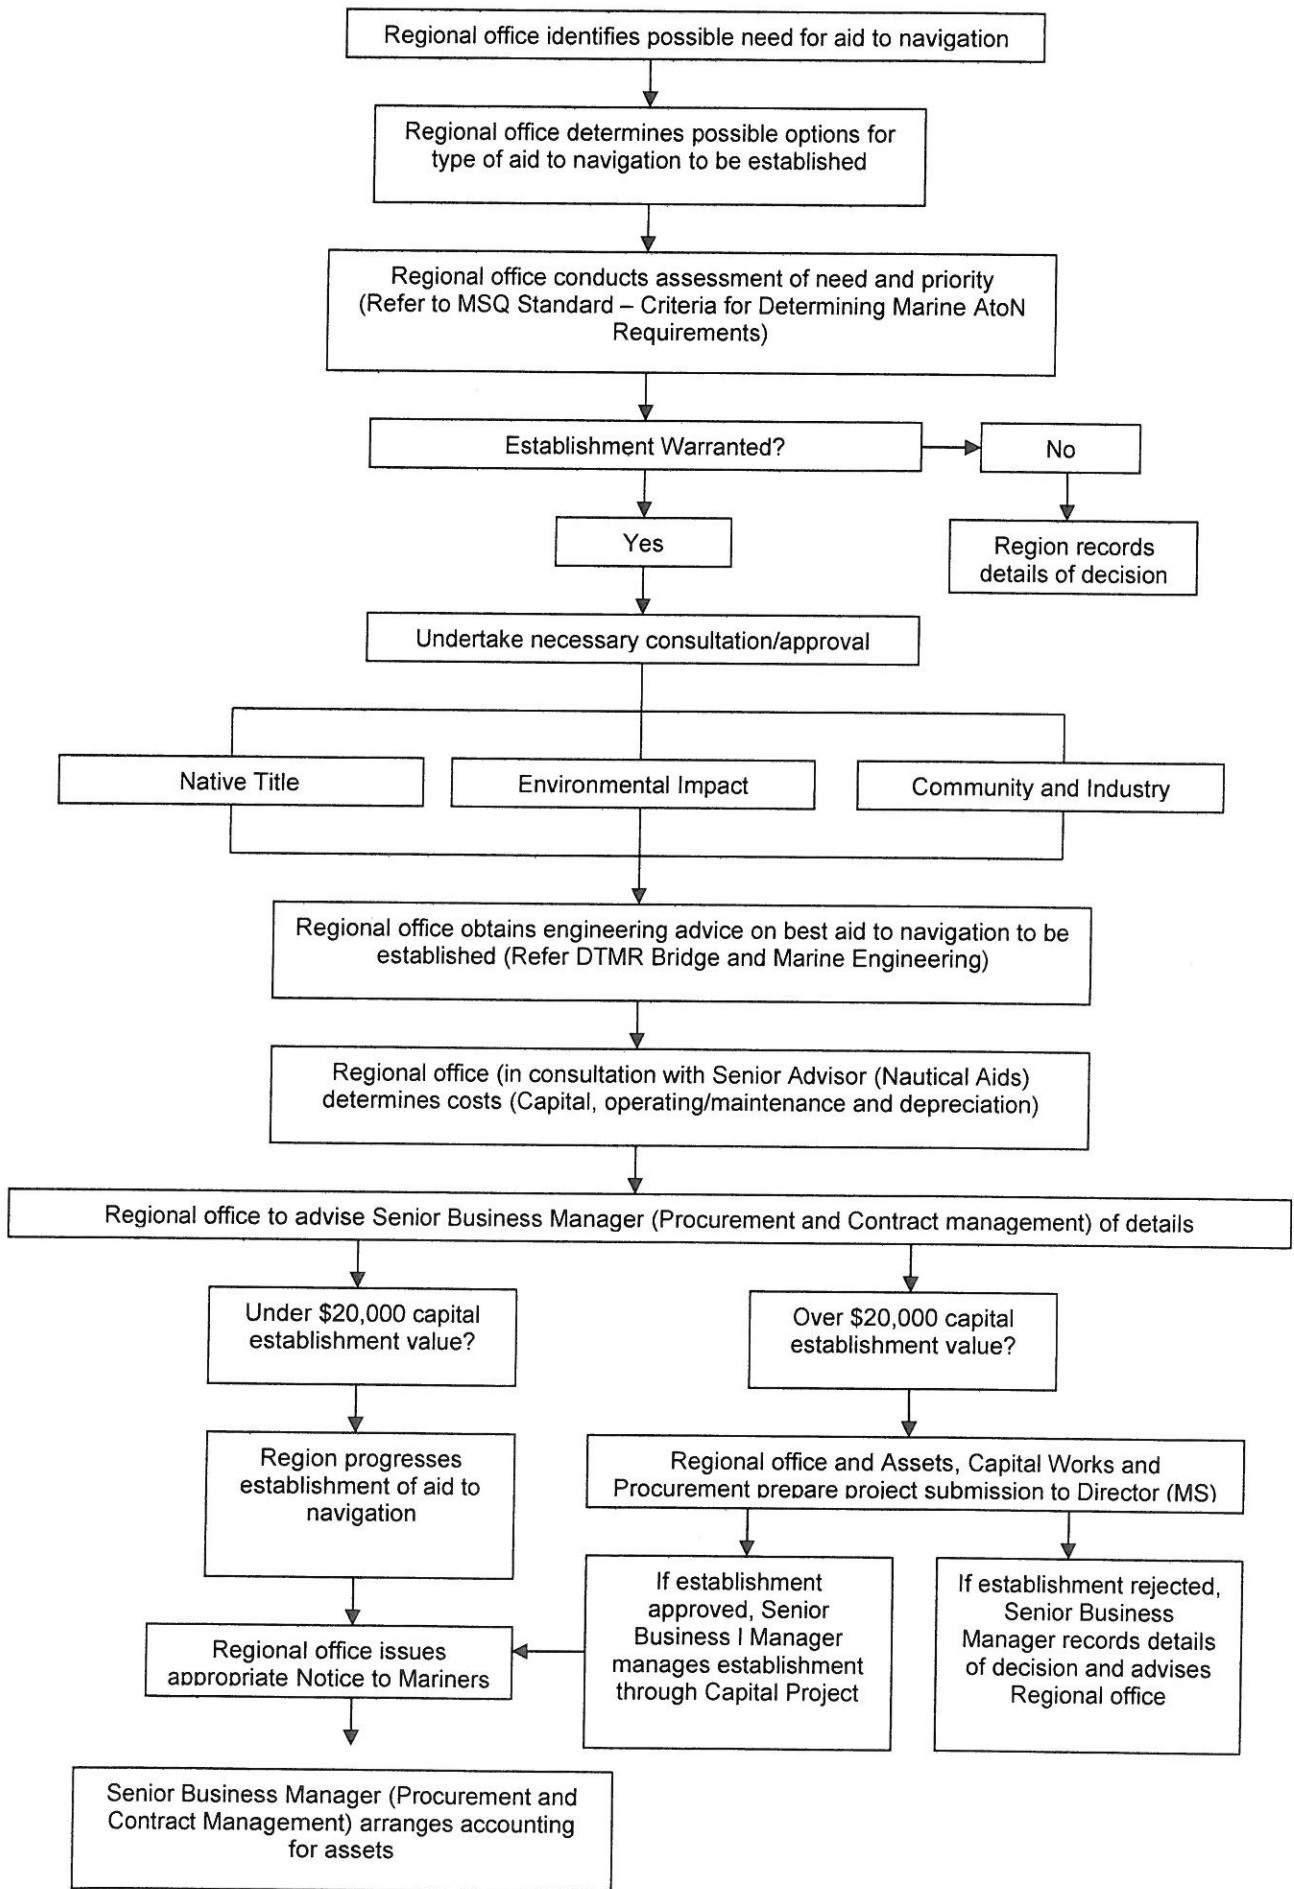 Regional office identifies possible need for aid to navigation
Regional office determines possible options for
type of aid to navigation to be established
Regional office conducts assessment of need and priority
(Refer to MSQ Standard – Criteria for Determining Marine AtoN
Requirements)
Establishment Warranted?
No
Yes
Region records
details of decision
Undertake necessary consultation/approval
Native Title
Environmental Impact
Community and Industry
Regional office obtains engineering advice on best aid to navigation to be
established (Refer DTMR Bridge and Marine Engineering)
Regional office (in consultation with Senior Advisor (Nautical Aids)
determines costs (Capital, operating/maintenance and depreciation)
Regional office to advise Senior Business Manager (Procurement and Contract management) of details
Under $20,000 capital
establishment value?
Over $20,000 capital
establishment value?
Region progresses
establishment of aid to
navigation
Regional office and Assets, Capital Works and
Procurement prepare project submission to Director (MS)
If establishment
approved, Senior
Business I Manager
manages establishment
through Capital Project
If establishment rejected,
Senior Business
Manager records details
of decision and advises
Regional office
Regional office issues
appropriate Notice to Mariners
Senior Business Manager (Procurement and
Contract Management) arranges accounting
for assets